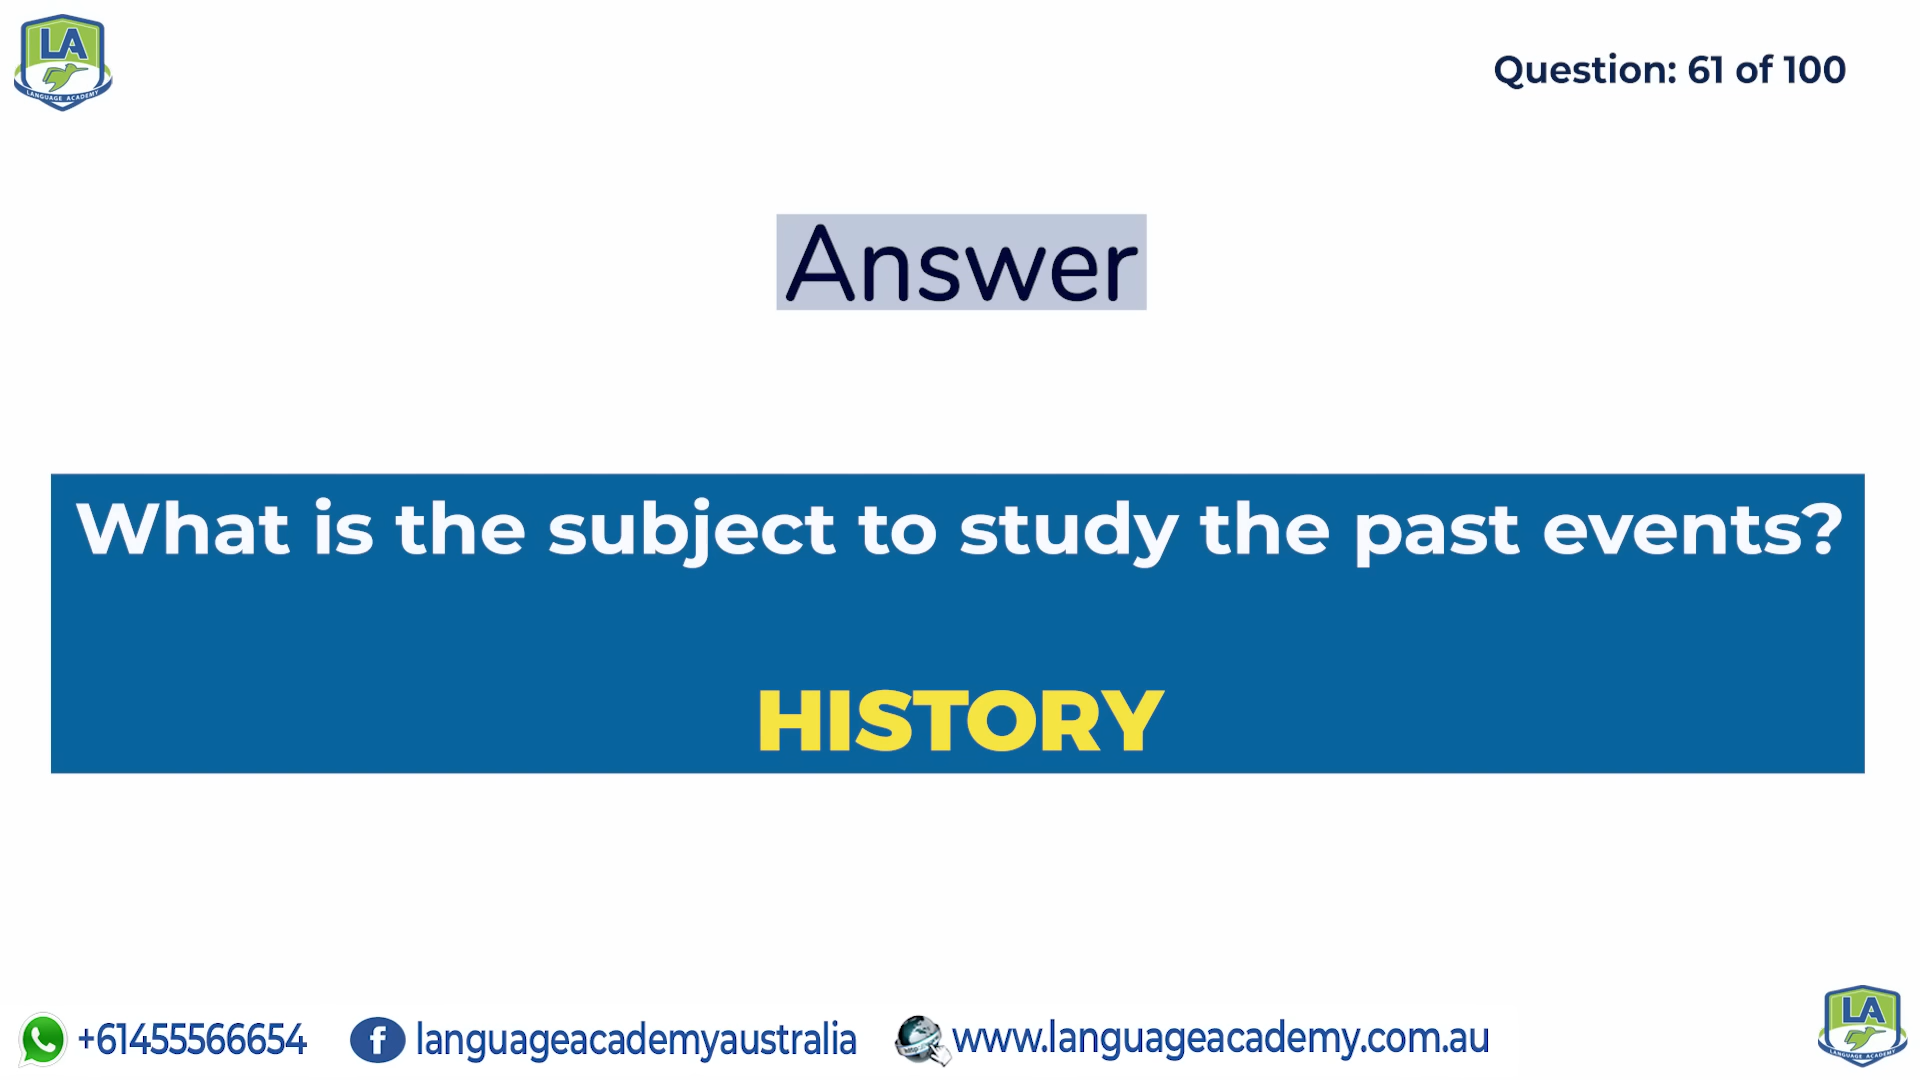 LA
LANGUAGE ACADEMY
Question: 61 of 100
Answer
What is the subject to study the past events?
HISTORY
+61455566654
f languageacademyaustralia
http
www.languageacademy.com.au
LA
LANGUAGE ACADEMY